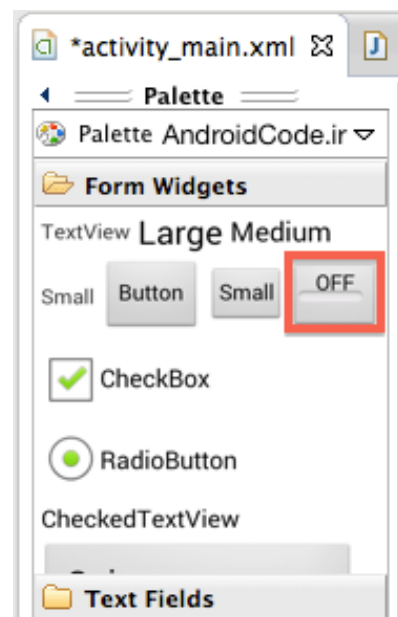 *activity_main.xml
J
Palette
Palette AndroidCode.ir
Form Widgets
TextView Large Medium
Small Button Small OFF
CheckBox
RadioButton
CheckedTextView
Text Fields